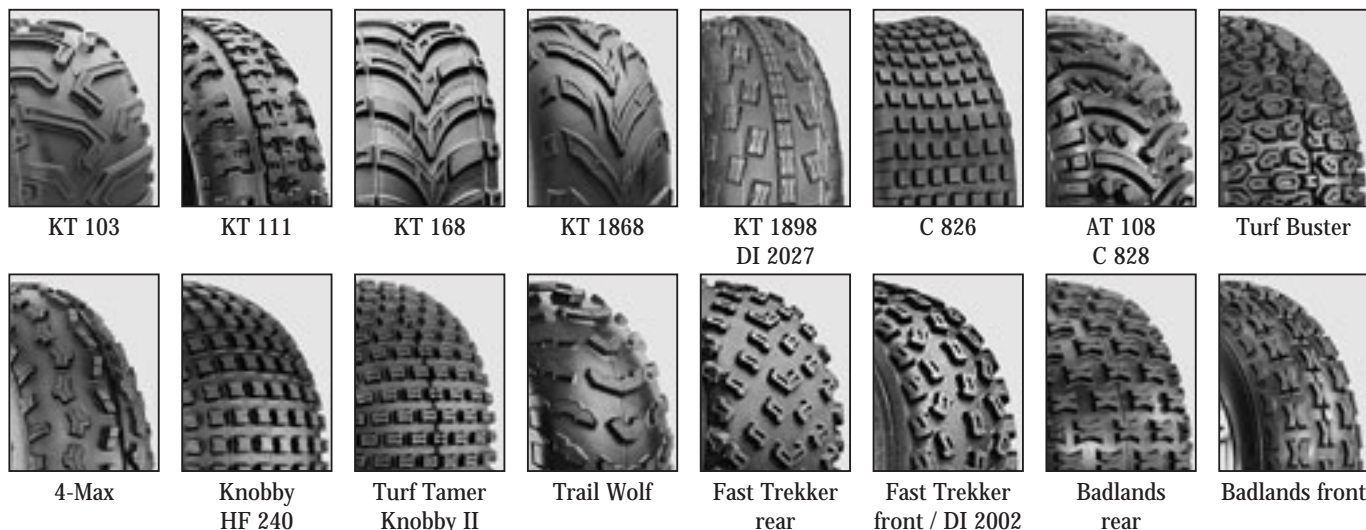 KT 103
KT 111
KT 168
KT 1868
KT 1898
DI 2027
C 826
AT 108
C 828
Turf Buster
4-Max
Knobby
HF 240
Turf Tamer
Knobby II
Trail Wolf
Fast Trekker
rear
Fast Trekker
front / DI 2002
Badlands
rear
Badlands front